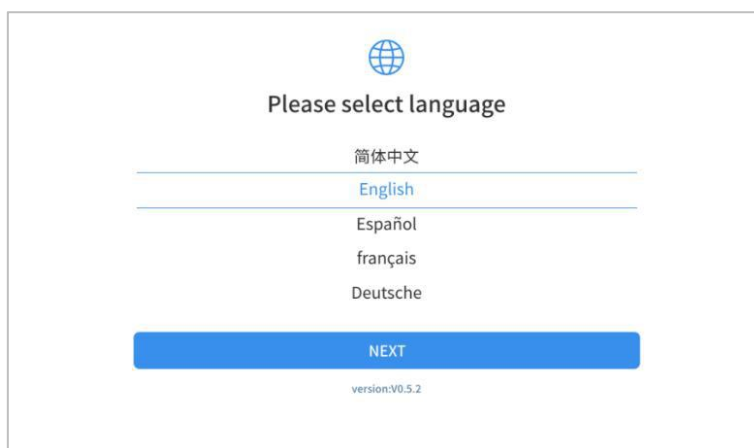 Please select language
简体中文
English
Español
français
Deutsche
NEXT
version:V0.5.2